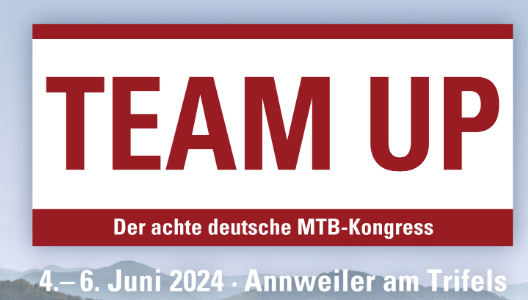 TEAM UP
Der achte deutsche MTB-Kongress
4.– 6. Juni 2024 · Annweiler am Trifels